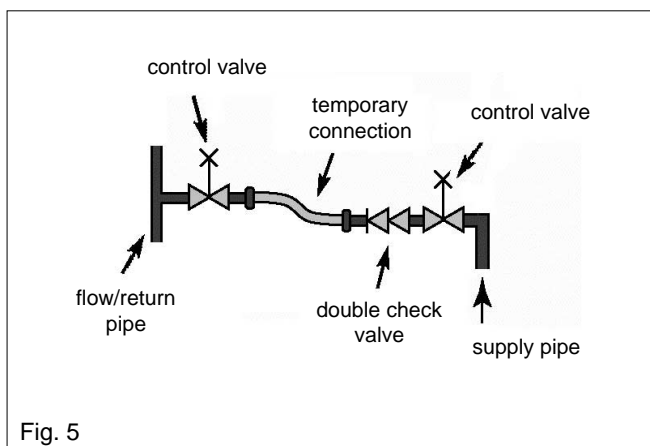 control valve
temporary
connection
control valve
flow/return
pipe
double check
valve
supply pipe
Fig. 5